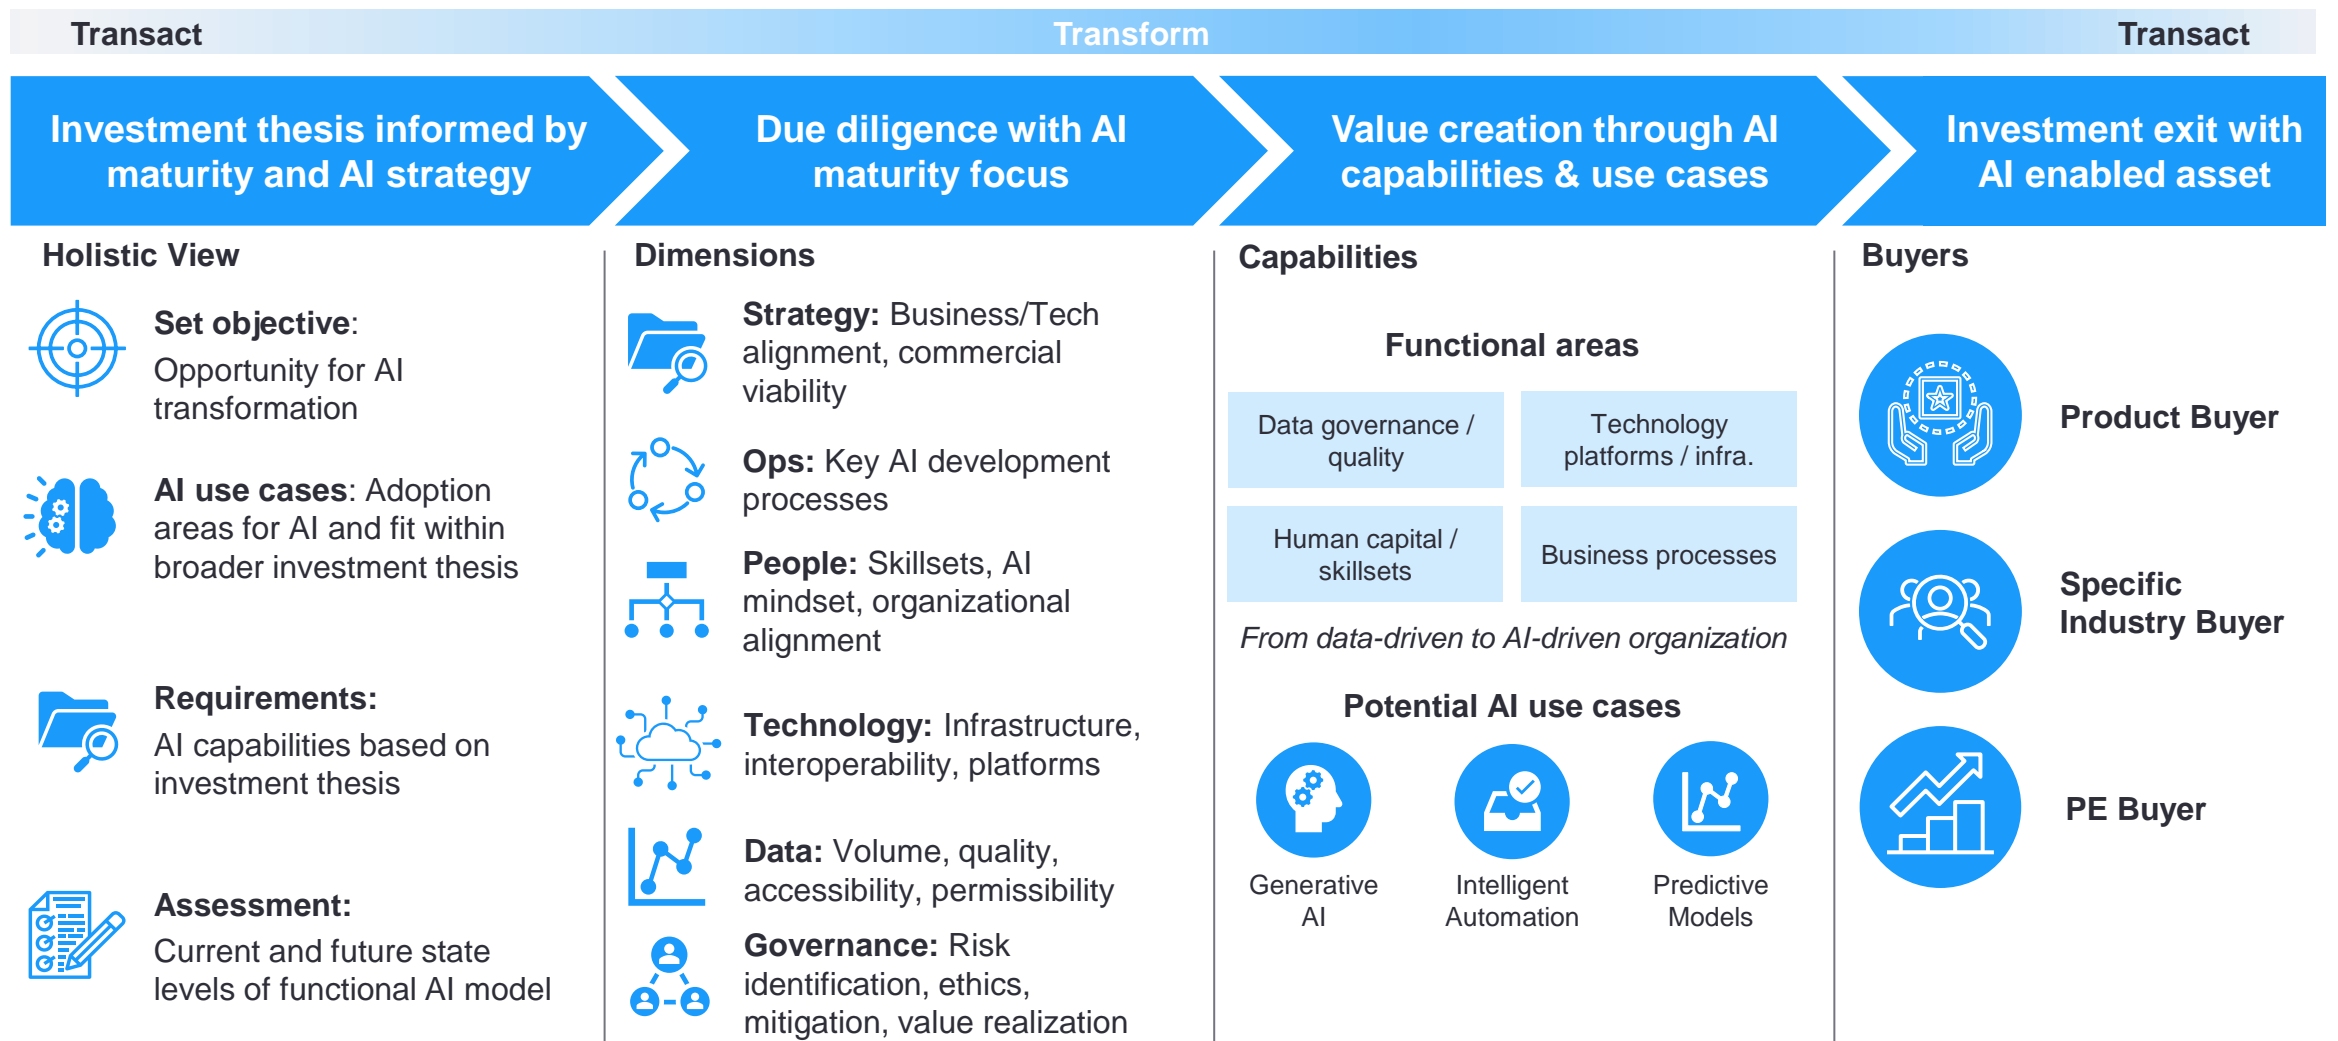 Transact
Transform
Transact
Investment thesis informed by
maturity and AI strategy
Due diligence with AI
maturity focus
Value creation through AI
capabilities & use cases
Investment exit with
AI enabled asset
Holistic View
Set objective:
Opportunity for AI
transformation
AI use cases: Adoption
areas for AI and fit within
broader investment thesis
Requirements:
AI capabilities based on
investment thesis
Assessment:
Current and future state
levels of functional AI model
Dimensions
Strategy: Business/Tech
alignment, commercial
viability
Ops: Key AI development
processes
People: Skillsets, AI
mindset, organizational
alignment
Technology: Infrastructure,
interoperability, platforms
Data: Volume, quality,
accessibility, permissibility
Governance: Risk
identification, ethics,
mitigation, value realization
Capabilities
Functional areas
Data governance /
quality
Technology
platforms / infra.
Human capital /
skillsets
Business processes
From data-driven to AI-driven organization
Potential AI use cases
Generative
AI
Intelligent
Automation
Predictive
Models
Buyers
Product Buyer
Specific
Industry Buyer
PE Buyer